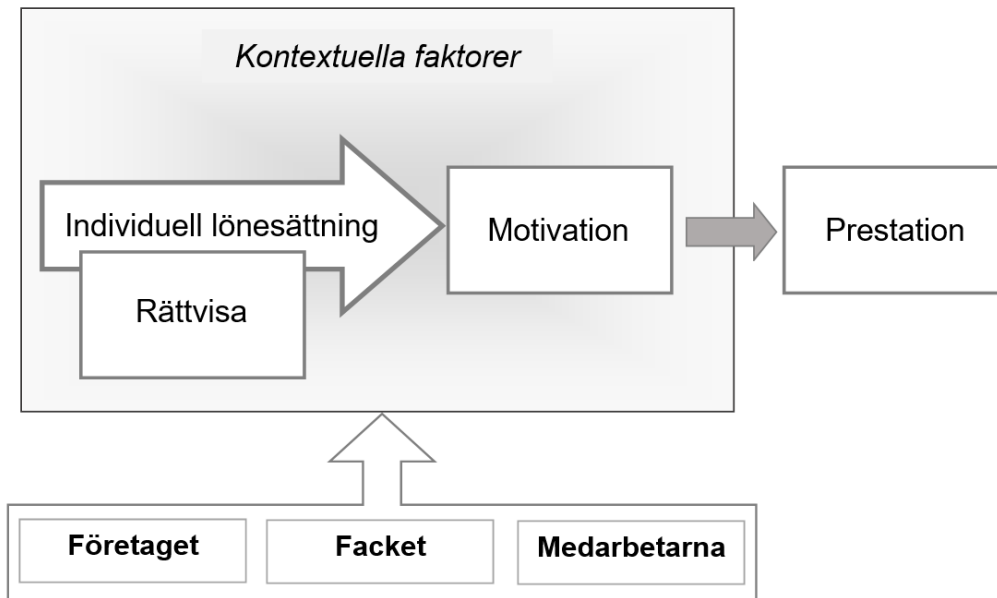 Kontextuella faktorer
Individuell lönesättning
Motivation
Prestation
Rättvisa
Företaget
Facket
Medarbetarna